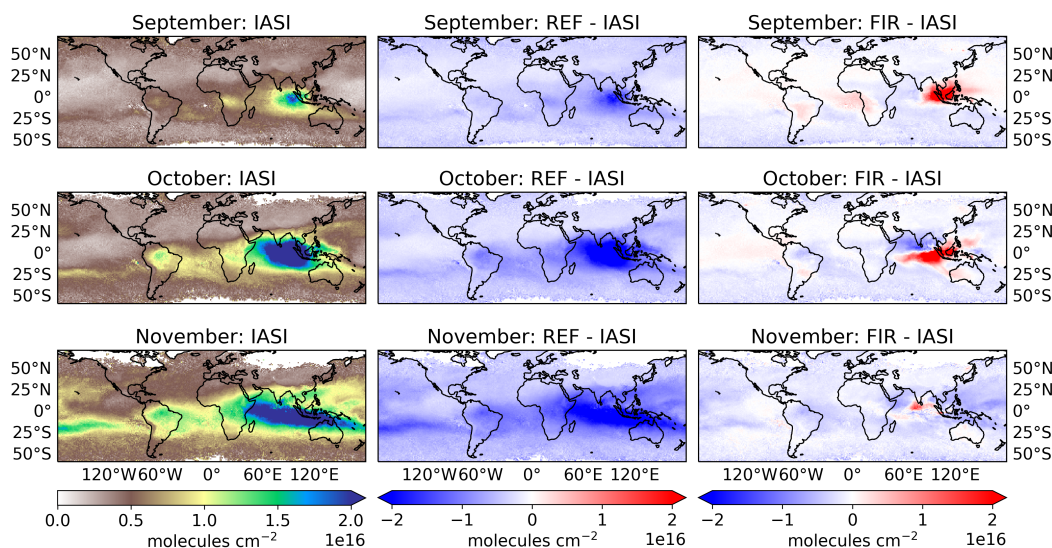 September: IASI September: REF - IASI September: FIR - IASI
50°N 50°N
25°N 25°N
0° 0°
25°S 25°S
50°S 50°S
October: IASI October: REF - IASI October: FIR - IASI
50°N 50°N
25°N 25°N
0° 0°
25°S 25°S
50°S 50°S
November: IASI November: REF - IASI November: FIR - IASI
50°N 50°N
25°N 25°N
0° 0°
25°S 25°S
50°S 50°S
120°W 60°W 0° 60°E 120°E 120°W 60°W 0° 60°E 120°E 120°W 60°W 0° 60°E 120°E
0.0 0.5 1.0 1.5 2.0 −2 −1 0 1 2 −2 −1 0 1 2
molecules cm⁻² 1e16 molecules cm⁻² 1e16 molecules cm⁻² 1e16